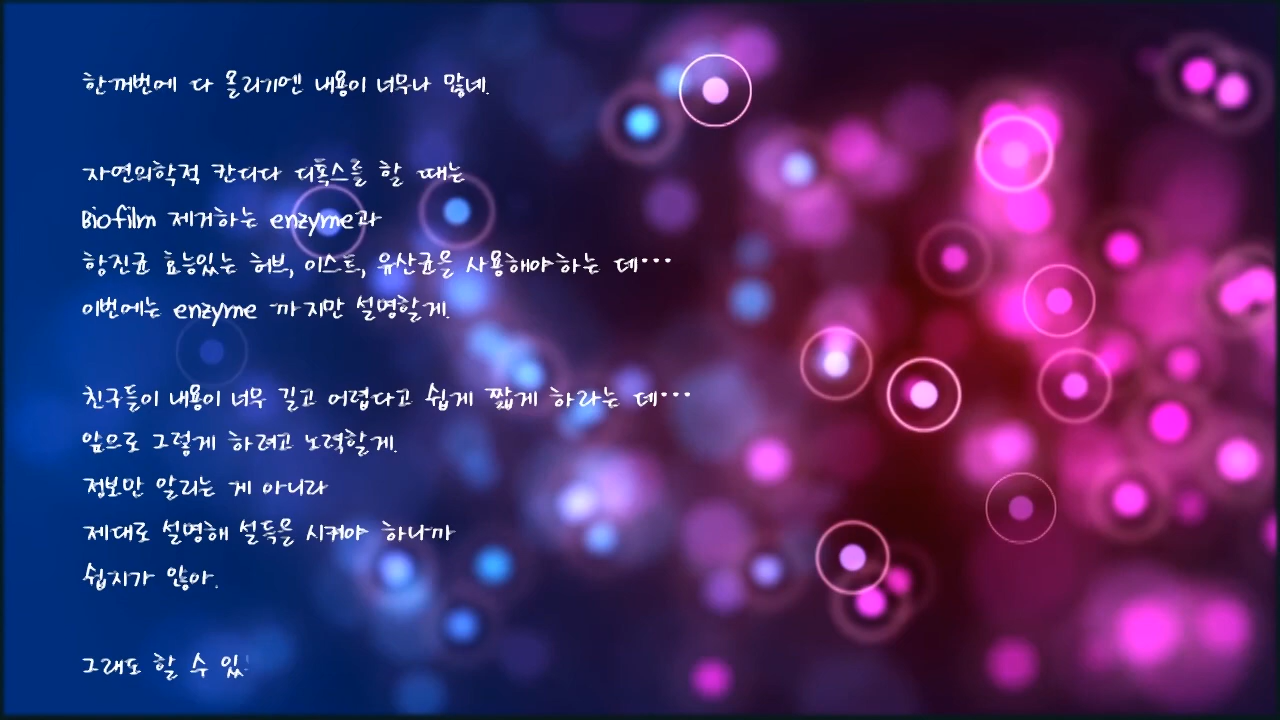 한꺼번에 다 올리기엔 내용이 너무나 많네.
자연의학적 칸디다 디톡스를 할 때는
Biofilm 제거하는 enzyme과
항진균 효능있는 허브, 이스트, 유산균을 사용해야하는 데…
이번에는 enzyme 까지만 설명할게.
친구들이 내용이 너무 길고 어렵다고 쉽게 짧게 하라는 데…
앞으로 그렇게 하려고 노력할게.
정보만 알리는 게 아니라
제대로 설명해 설득을 시켜야 하니까
쉽지가 않아.
그래도 할 수 있